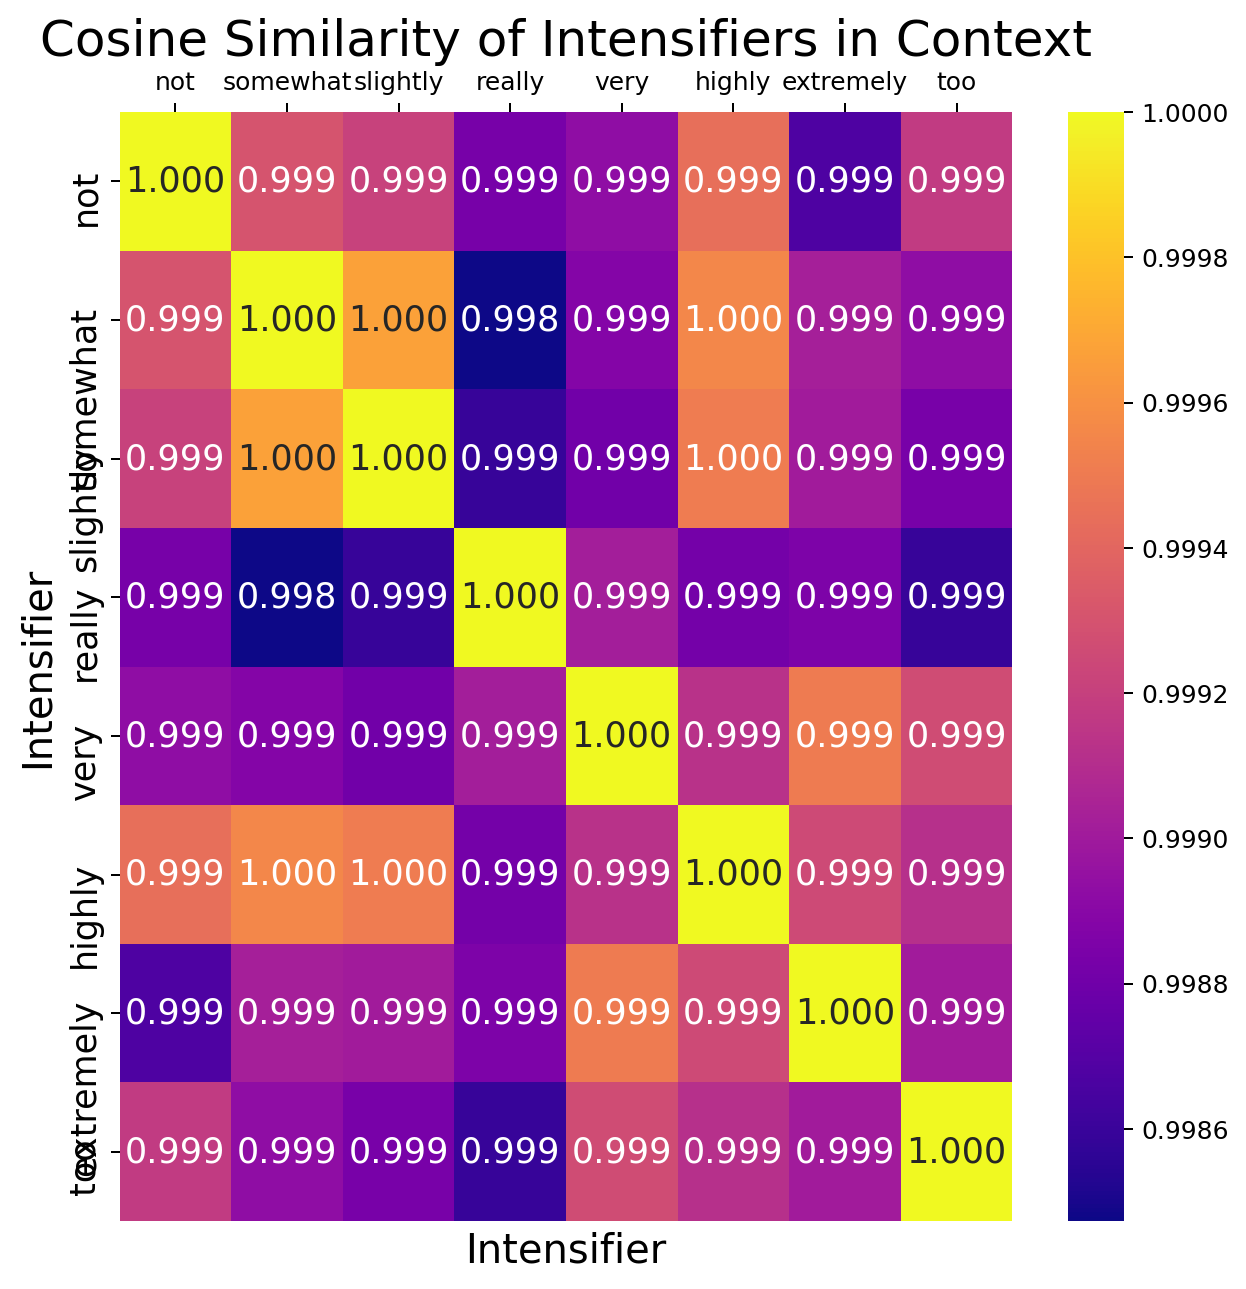 Cosine Similarity of Intensifiers in Context
not somewhat slightly really very highly extremely too
not 1.000 0.999 0.999 0.999 0.999 0.999 0.999 0.999
somewhat 0.999 1.000 1.000 0.998 0.999 1.000 0.999 0.999
slightly 0.999 1.000 1.000 0.999 0.999 1.000 0.999 0.999
really 0.999 0.998 0.999 1.000 0.999 0.999 0.999 0.999
very 0.999 0.999 0.999 0.999 1.000 0.999 0.999 0.999
highly 0.999 1.000 1.000 0.999 0.999 1.000 0.999 0.999
extremely 0.999 0.999 0.999 0.999 0.999 0.999 1.000 0.999
too 0.999 0.999 0.999 0.999 0.999 0.999 0.999 1.000
Intensifier
Intensifier
1.0000
0.9998
0.9996
0.9994
0.9992
0.9990
0.9988
0.9986